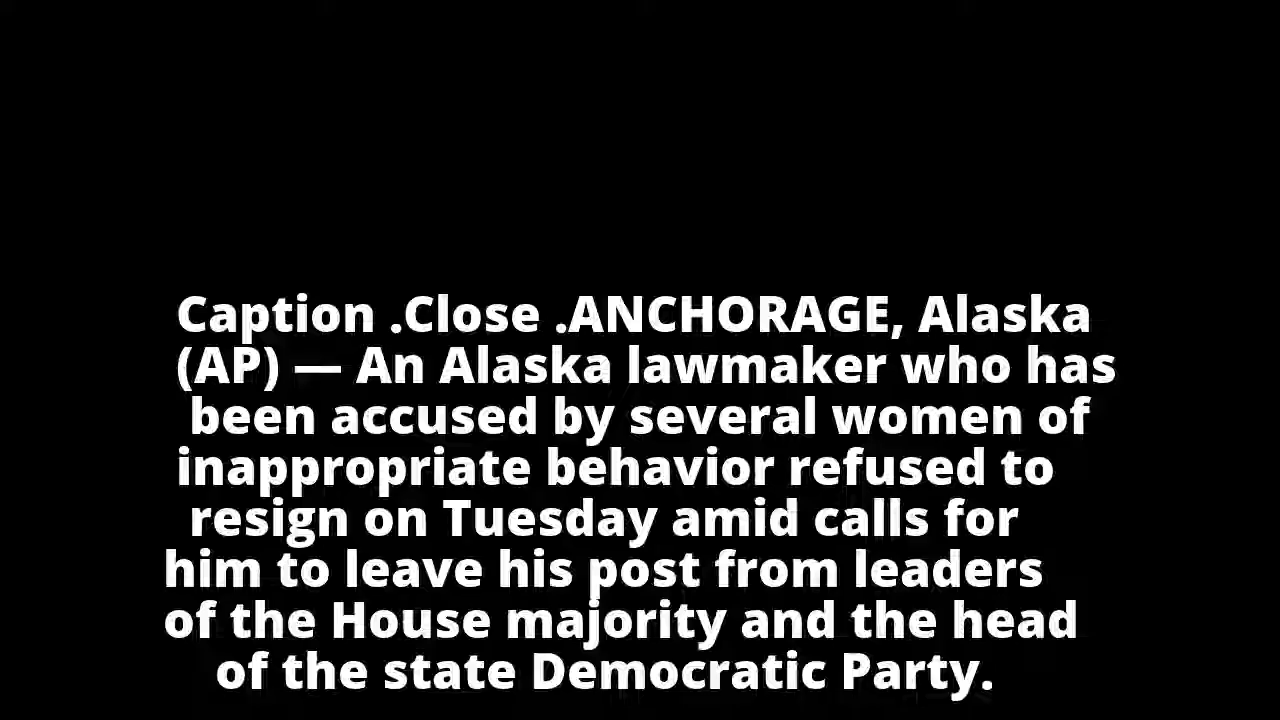 Caption .Close .ANCHORAGE, Alaska
(AP) — An Alaska lawmaker who has
been accused by several women of
inappropriate behavior refused to
resign on Tuesday amid calls for
him to leave his post from leaders
of the House majority and the head
of the state Democratic Party.